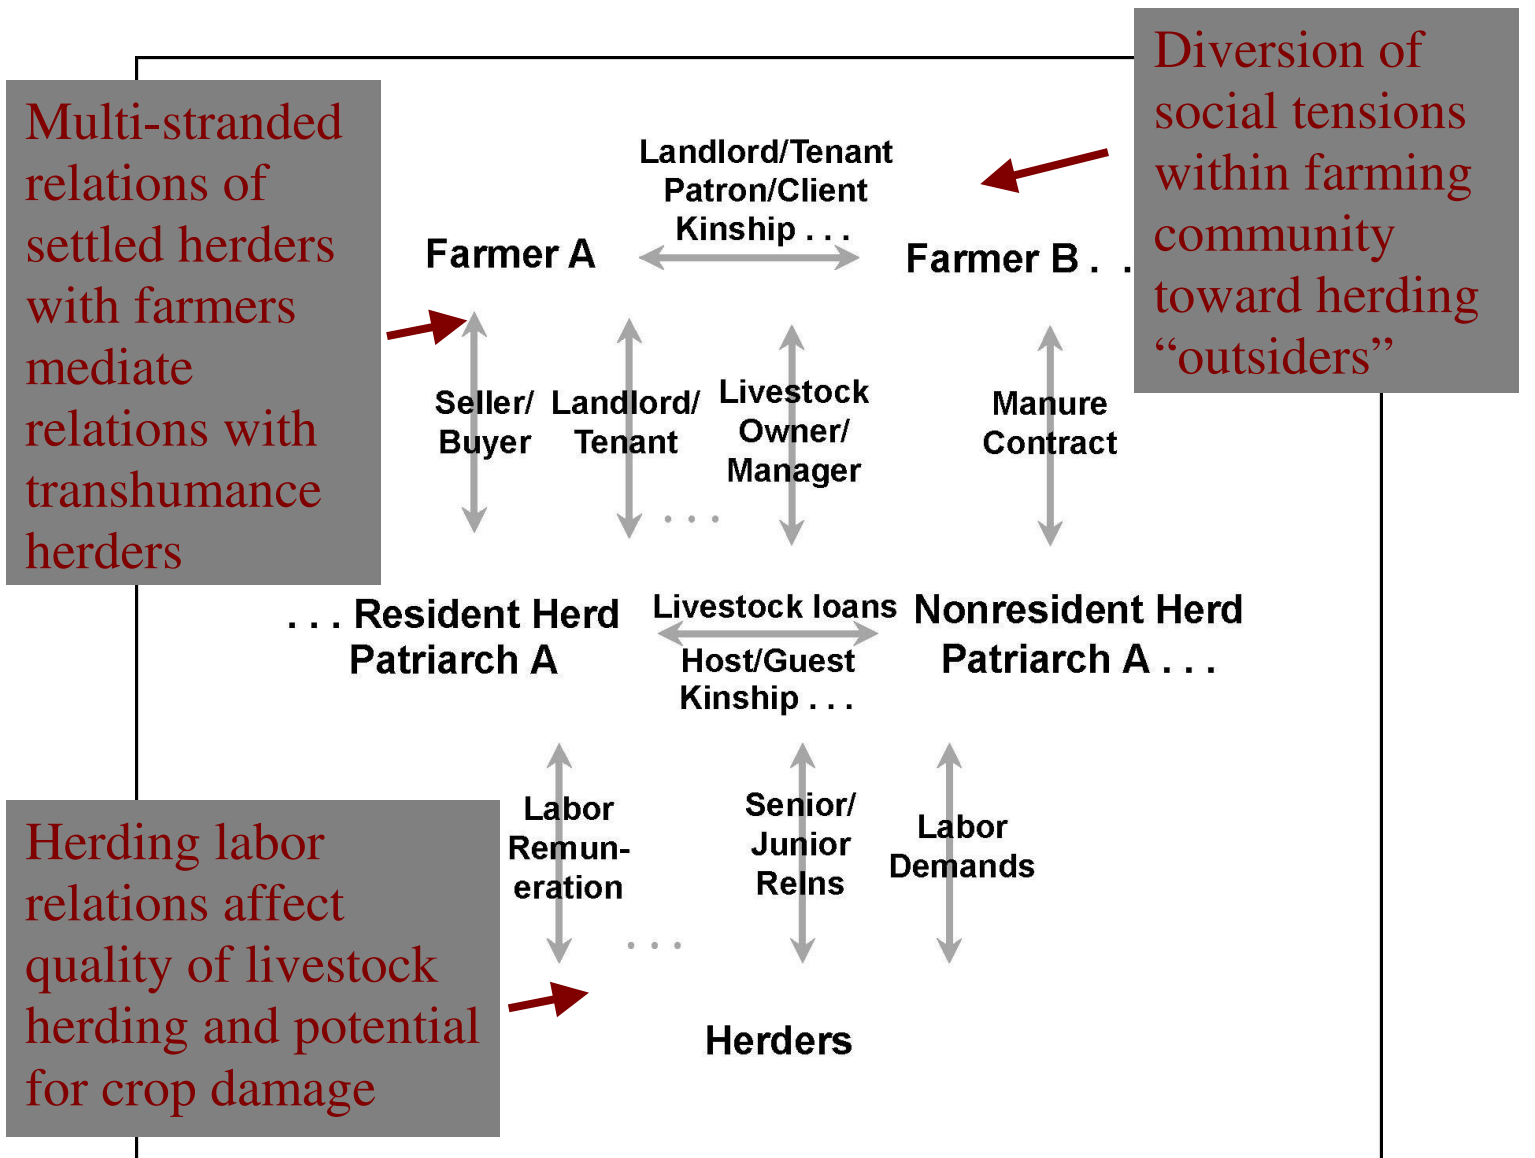 Multi-stranded
relations of
settled herders
with farmers
mediate
relations with
transhumance
herders
Diversion of
social tensions
within farming
community
toward herding
“outsiders”
Landlord/Tenant
Patron/Client
Kinship . . .
Farmer A
Farmer B . .
Seller/
Buyer
Landlord/
Tenant
Livestock
Owner/
Manager
Manure
Contract
. . .
. . . Resident Herd
Patriarch A
Livestock loans
Host/Guest
Kinship . . .
Nonresident Herd
Patriarch A . . .
Herding labor
relations affect
quality of livestock
herding and potential
for crop damage
Labor
Remun-
eration
Senior/
Junior
Relns
Labor
Demands
. . .
Herders